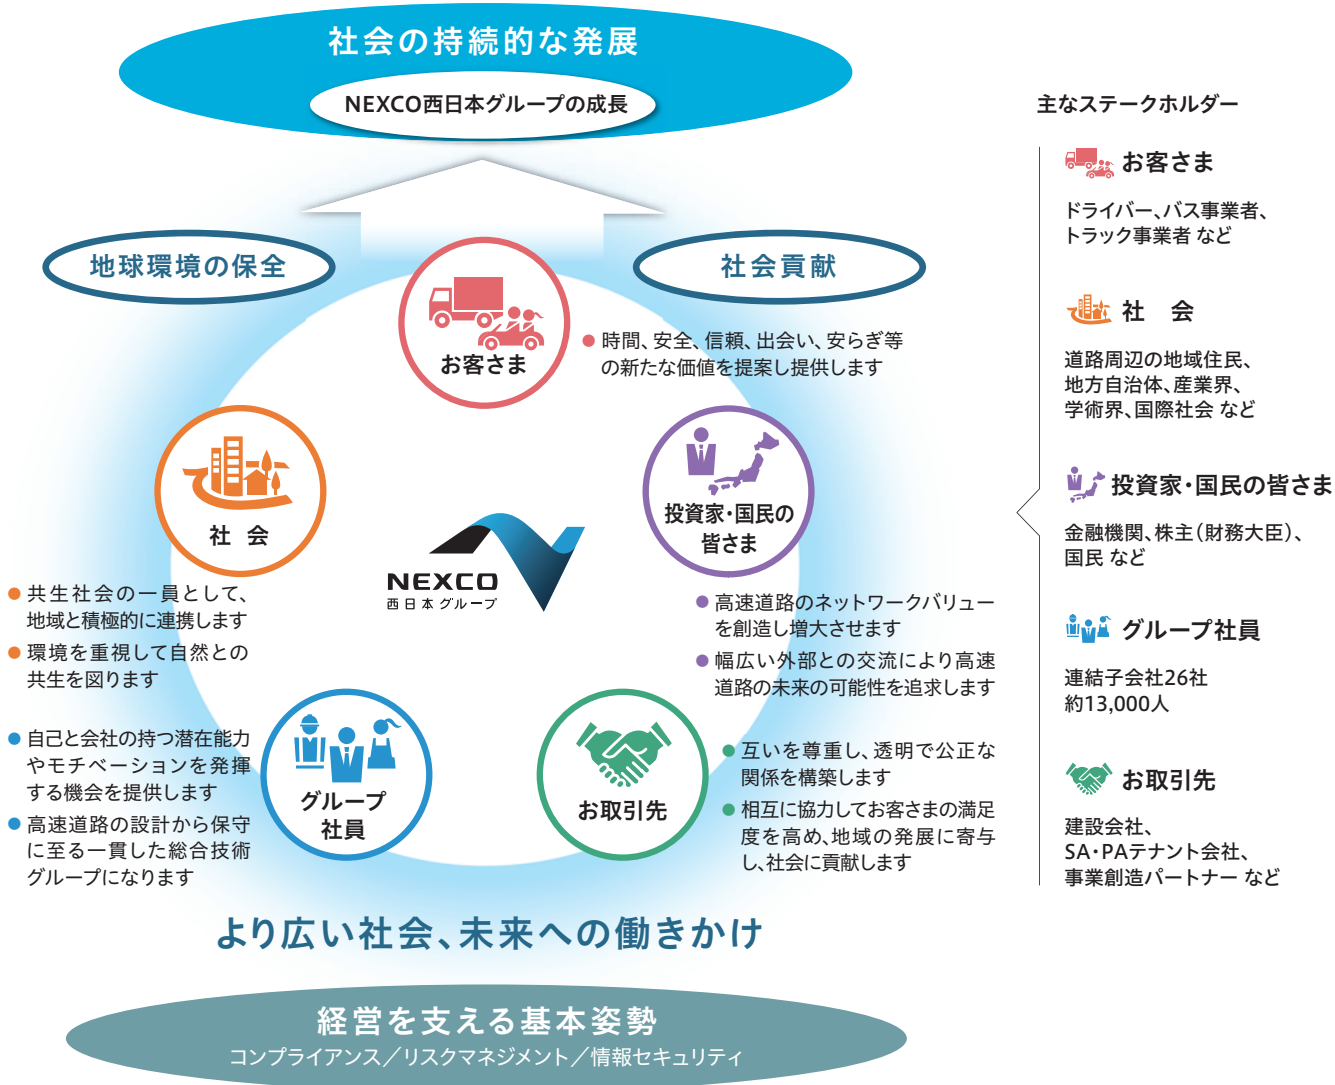 社会の持続的な発展
NEXCO西日本グループの成長
地球環境の保全
社会貢献
お客さま
● 時間、安全、信頼、出会い、安らぎ等
の新たな価値を提案し提供します
社 会
● 共生社会の一員として、
地域と積極的に連携します
● 環境を重視して自然との
共生を図ります
投資家・国民の
皆さま
● 高速道路のネットワークバリュー
を創造し増大させます
● 幅広い外部との交流により高速
道路の未来の可能性を追求します
NEXCO
西日本グループ
グループ
社員
● 自己と会社の持つ潜在能力
やモチベーションを発揮
する機会を提供します
● 高速道路の設計から保守
に至る一貫した総合技術
グループになります
お取引先
● 互いを尊重し、透明で公正な
関係を構築します
● 相互に協力してお客さまの満足
度を高め、地域の発展に寄与
し、社会に貢献します
より広い社会、未来への働きかけ
経営を支える基本姿勢
コンプライアンス／リスクマネジメント／情報セキュリティ
主なステークホルダー
お客さま
ドライバー、バス事業者、
トラック事業者 など
社 会
道路周辺の地域住民、
地方自治体、産業界、
学術界、国際社会 など
投資家・国民の皆さま
金融機関、株主（財務大臣）、
国民 など
グループ社員
連結子会社26社
約13,000人
お取引先
建設会社、
SA・PAテナント会社、
事業創造パートナー など